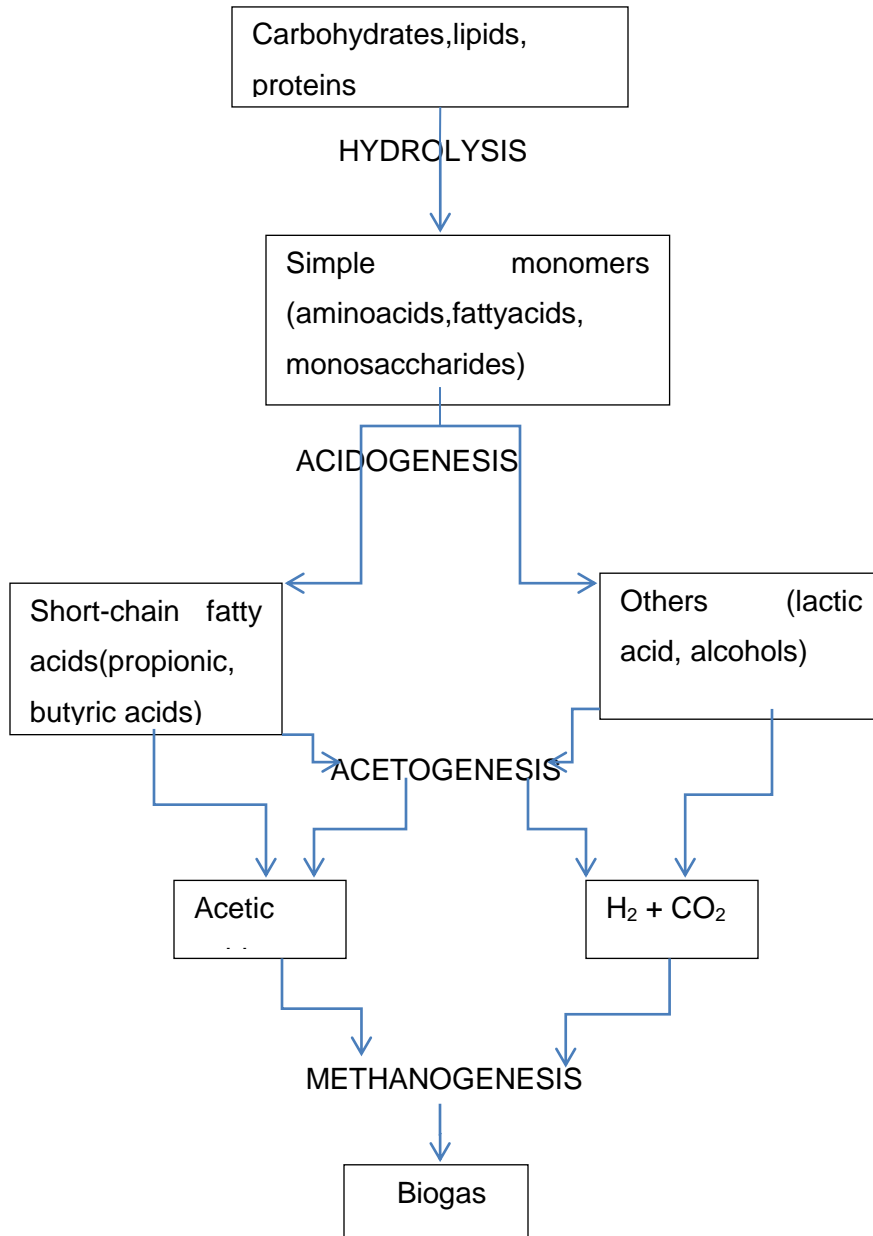 Carbohydrates,lipids,
proteins
HYDROLYSIS
Simple monomers
(aminoacids,fattyacids,
monosaccharides)
ACIDOGENESIS
Short-chain fatty
acids(propionic,
butyric acids)
Others (lactic
acid, alcohols)
ACETOGENESIS
Acetic
H₂ + CO₂
METHANOGENESIS
Biogas